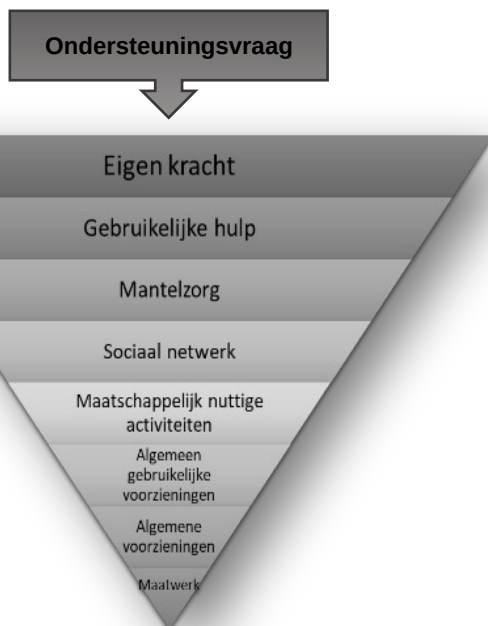 Ondersteuningsvraag
Eigen kracht
Gebruikelijke hulp
Mantelzorg
Sociaal netwerk
Maatschappelijk nuttige
activiteiten
Algemeen
gebruikelijke
voorzieningen
Algemene
voorzieningen
Maatwerk